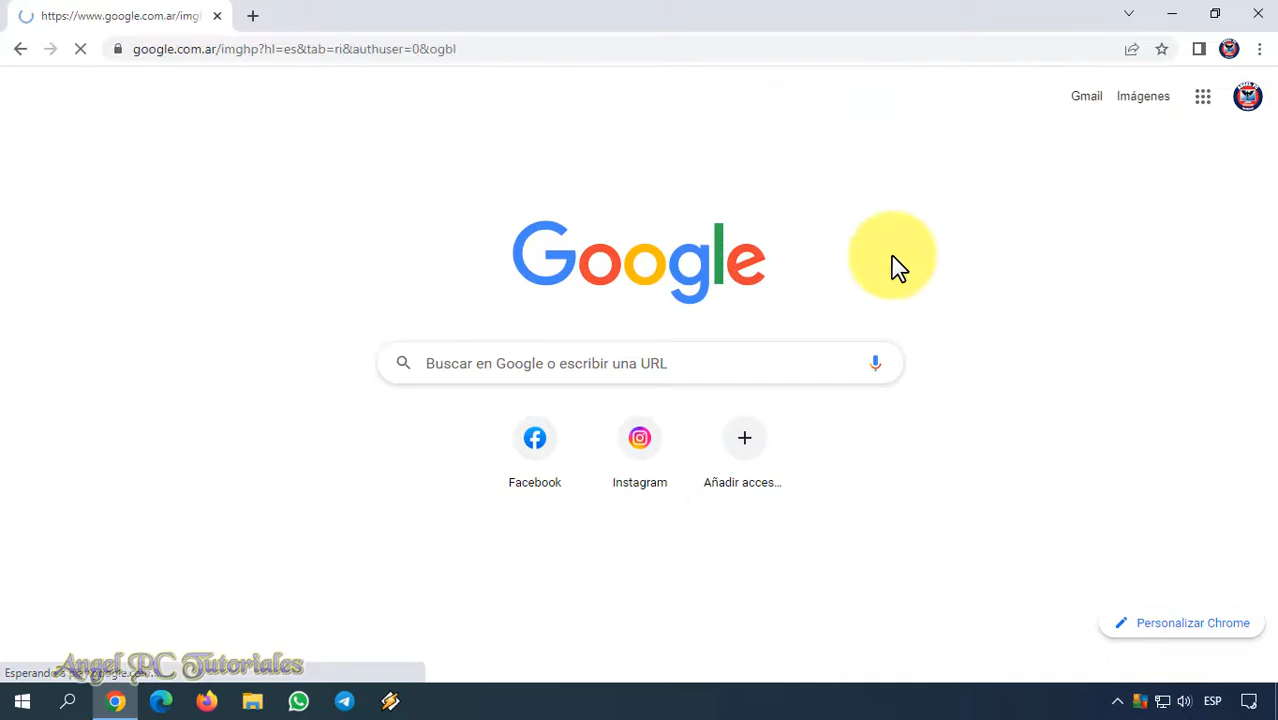 https://www.google.com.ar/img
google.com.ar/imghp?hl=es&tab=ri&authuser=0&ogbl
Gmail Imágenes
Google
Buscar en Google o escribir una URL
Facebook Instagram Añadir acces...
Personalizar Chrome
Angel PC Tutoriales
Esperando
ESP